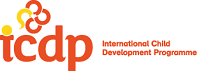 icdp
International Child
Development Programme